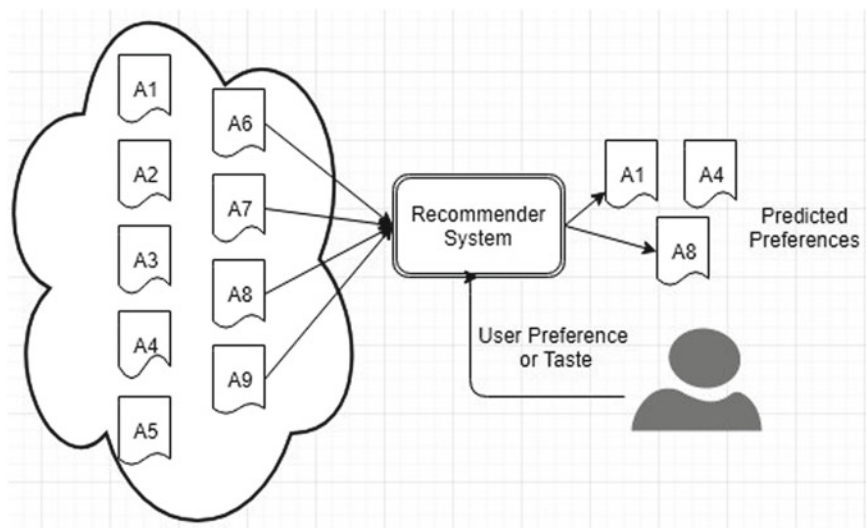 A1
A2
A3
A4
A5
A6
A7
A8
A9
Recommender
System
User Preference
or Taste
A1
A4
A8
Predicted
Preferences